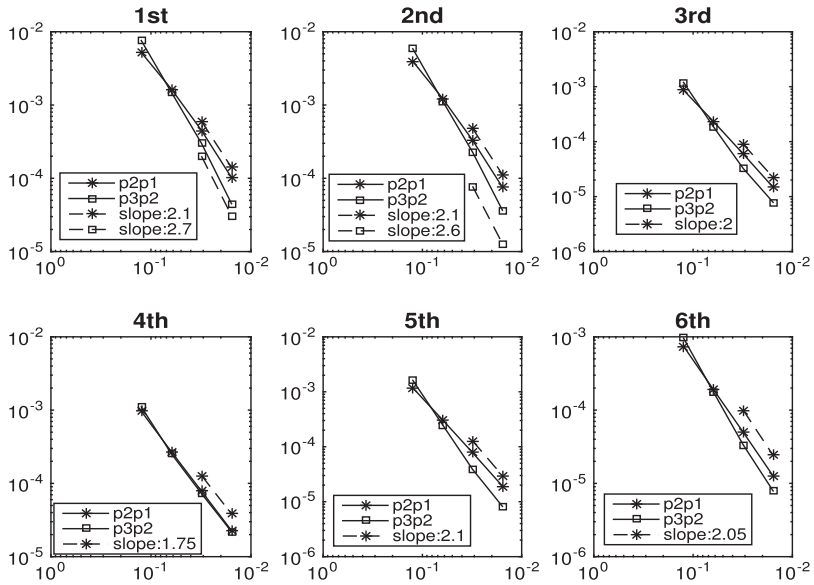 1st
10^-2
10^-3
10^-4
10^-5
p2p1
p3p2
slope:2.1
slope:2.7
10^0
10^-1
10^-2
2nd
10^-2
10^-3
10^-4
10^-5
p2p1
p3p2
slope:2.1
slope:2.6
10^0
10^-1
10^-2
3rd
10^-2
10^-3
10^-4
10^-5
10^-6
p2p1
p3p2
slope:2
10^0
10^-1
10^-2
4th
10^-2
10^-3
10^-4
10^-5
p2p1
p3p2
slope:1.75
10^0
10^-1
10^-2
5th
10^-2
10^-3
10^-4
10^-5
10^-6
p2p1
p3p2
slope:2.1
10^0
10^-1
10^-2
6th
10^-3
10^-4
10^-5
10^-6
p2p1
p3p2
slope:2.05
10^0
10^-1
10^-2